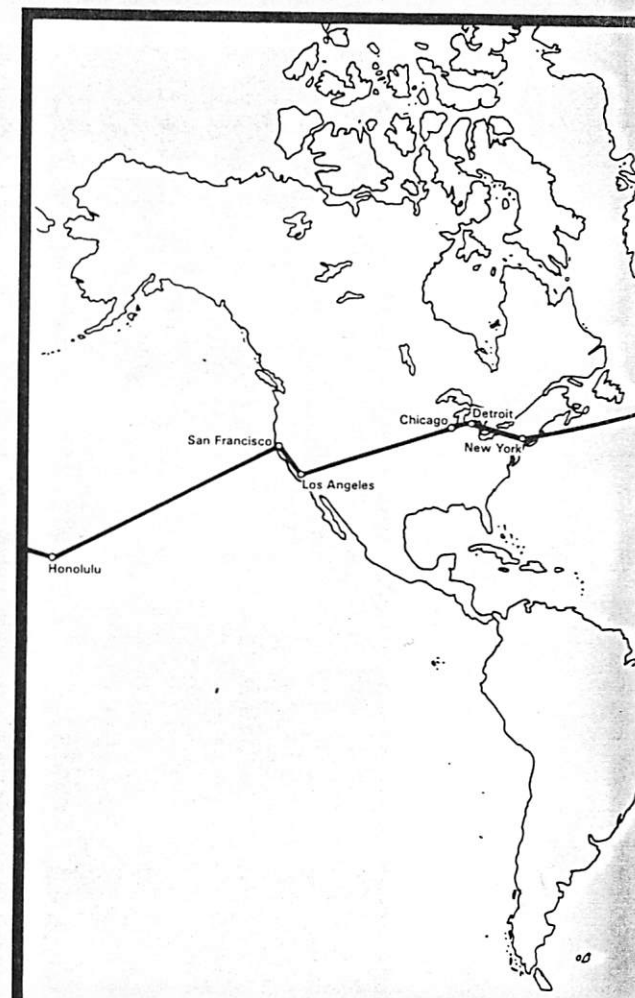 Detroit
Chicago
San Francisco
New York
Los Angeles
Honolulu